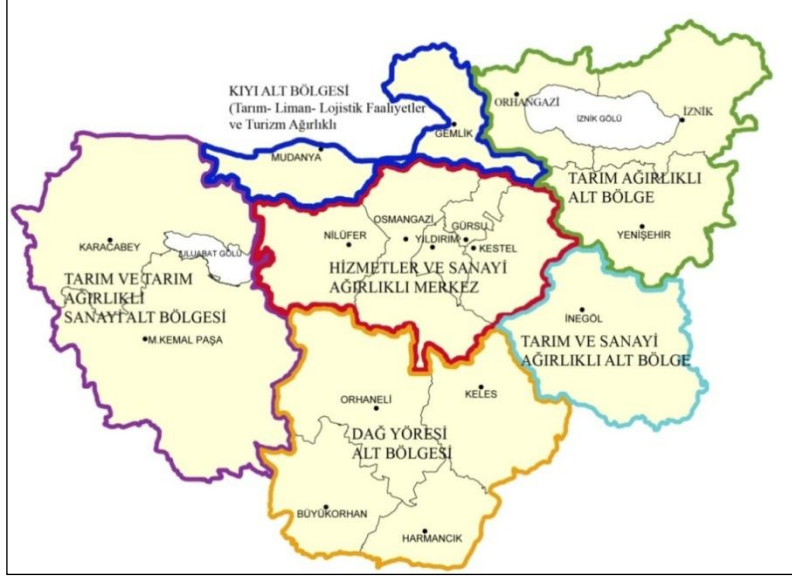 KIYI ALT BÖLGESİ
(Tarım- Liman- Lojistik Faaliyetler
ve Turizm Ağırlıklı
ORHANGAZİ
İZNİK GÖLÜ
İZNİK
GEMLİK
MUDANYA
TARIM AĞIRLIKLI
ALT BÖLGE
YENİŞEHİR
KARACABEY
ULUABAT GÖLÜ
TARIM VE TARIM
AĞIRLIKLI
SANAYİ ALT BÖLGESİ
M.KEMAL PAŞA
NİLÜFER
OSMANGAZİ
YILDIRIM
GÜRSU
KESTEL
HİZMETLER VE SANAYİ
AĞIRLIKLI MERKEZ
İNEGÖL
TARIM VE SANAYİ
AĞIRLIKLI ALT BÖLGE
ORHANELİ
KELES
DAĞ YÖRESİ
ALT BÖLGESİ
BÜYÜKORHAN
HARMANCIK